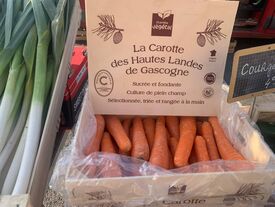 végétal
La Carotte
des Hautes Landes
de Gascogne
Sucrée et fondante
Culture de plein champ
Sélectionnée, triée et rangée à la main
C
Carotte